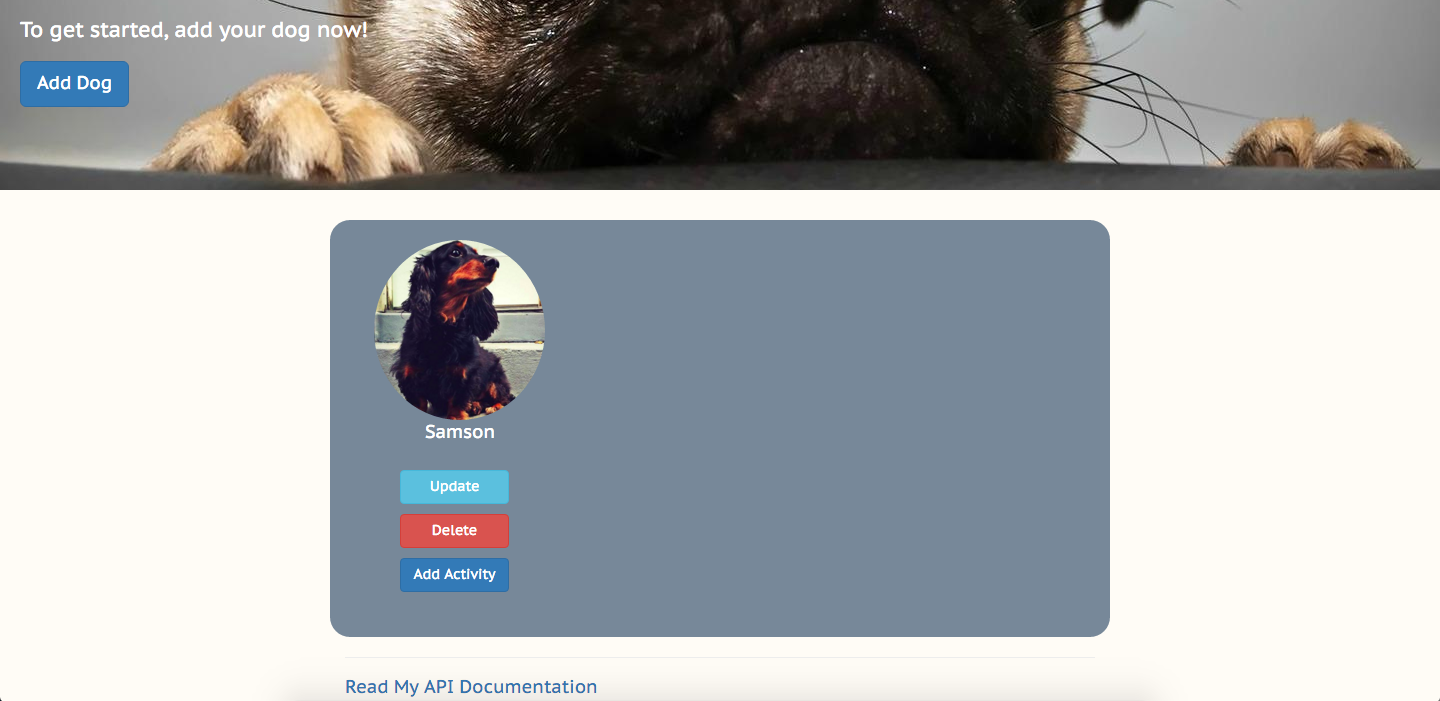 To get started, add your dog now!
Add Dog
Samson
Update
Delete
Add Activity
Read My API Documentation